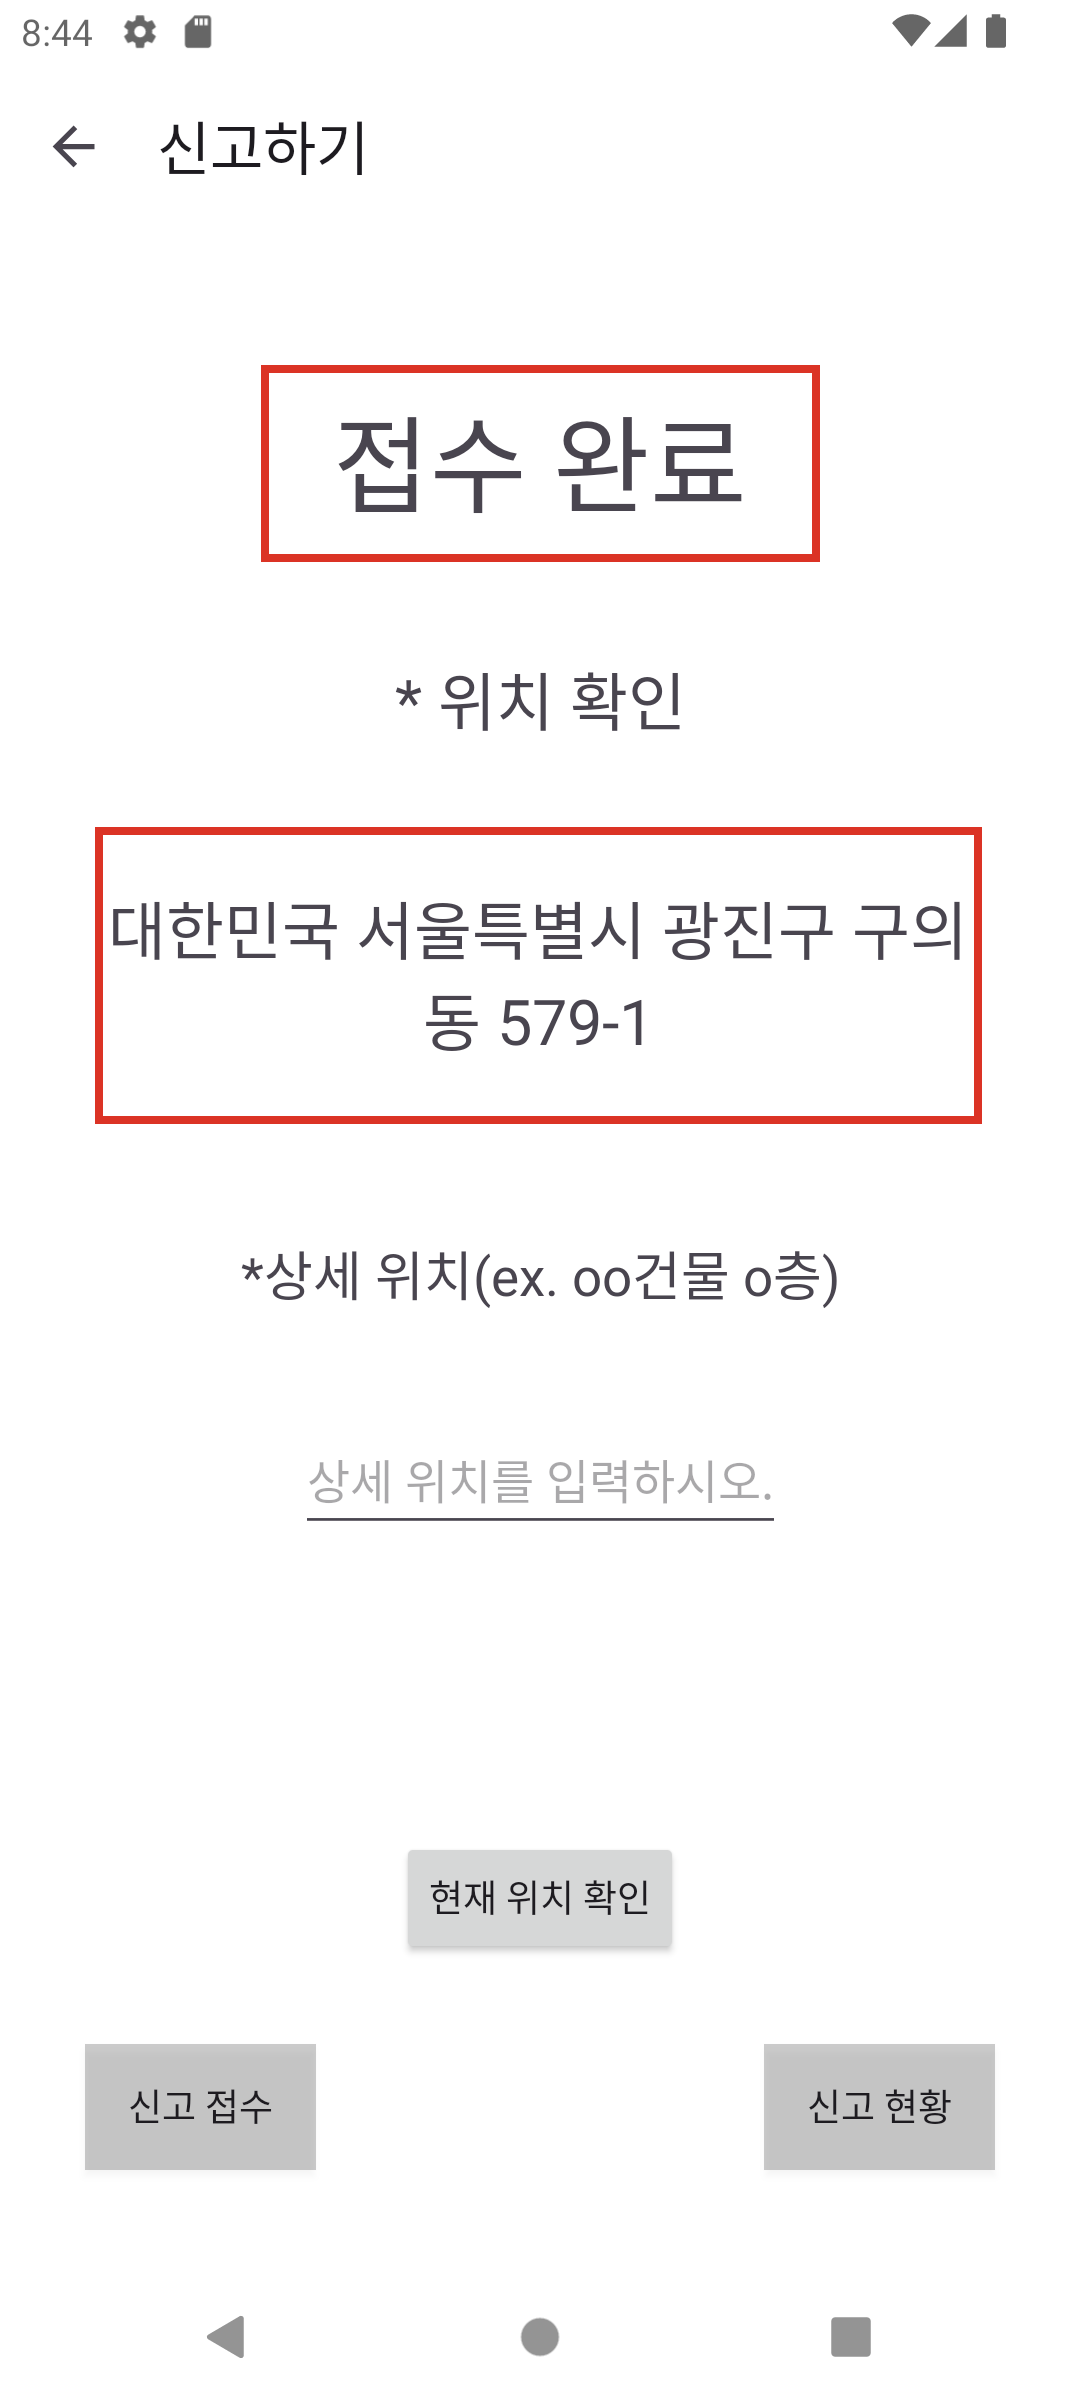 8:44
신고하기
접수 완료
* 위치 확인
대한민국 서울특별시 광진구 구의
동 579-1
*상세 위치(ex. oo건물 o층)
상세 위치를 입력하시오.
현재 위치 확인
신고 접수
신고 현황